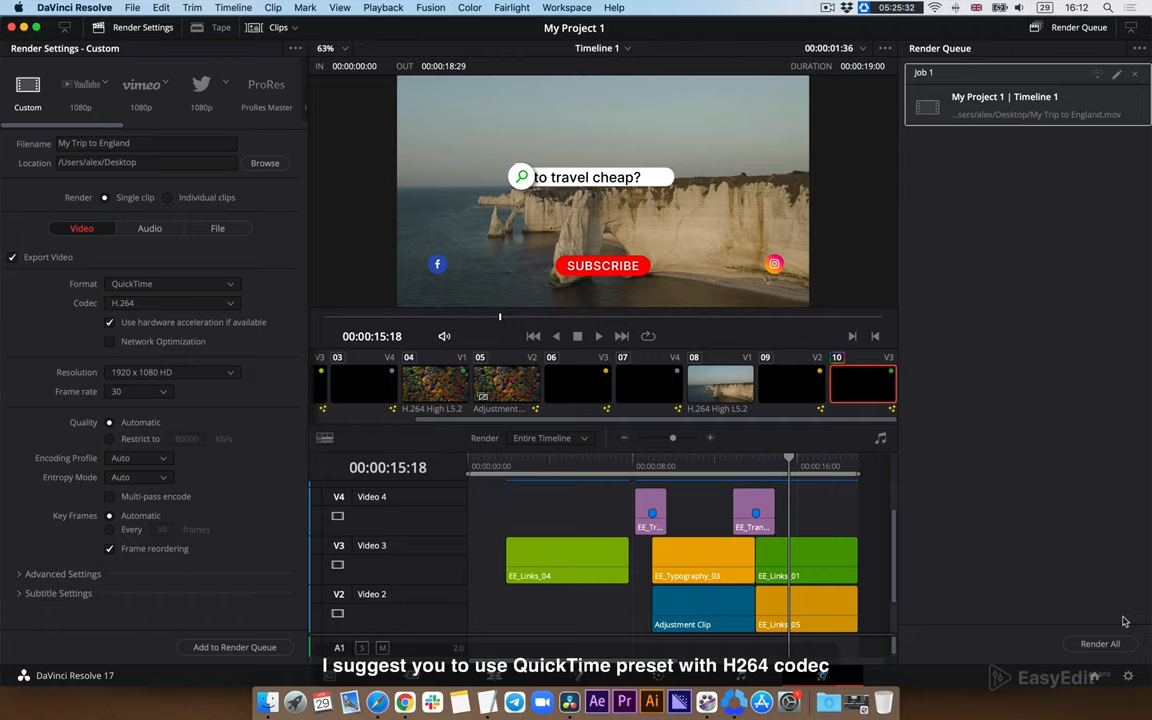 DaVinci Resolve File Edit Trim Timeline Clip Mark View Playback Fusion Color Fairlight Workspace Help 05:25:32 29 16:12
Render Settings Tape Clips My Project 1 Render Queue
Render Settings - Custom 63% Timeline 1 00:00:01:36 Render Queue
IN 00:00:00:00 OUT 00:00:18:29 DURATION 00:00:19:00
Job 1
My Project 1 | Timeline 1
...sers/alex/Desktop/My Trip to England.mov
YouTube vimeo ProRes
Custom 1080p 1080p 1080p ProRes Master
Filename My Trip to England
Location /Users/alex/Desktop Browse
to travel cheap?
Render Single clip Individual clips
Video Audio File
Export Video
SUBSCRIBE
Format QuickTime
Codec H.264
Use hardware acceleration if available
Network Optimization
00:00:15:18
V3 03 V4 04 V1 05 V2 06 V3 07 V4 08 V1 09 V2 10 V3
Resolution 1920 x 1080 HD
Frame rate 30
H.264 High L5.2 Adjustment... H.264 High L5.2
Quality Automatic
Restrict to 80000 Kb/s
Render Entire Timeline
Encoding Profile Auto
Entropy Mode Auto
Multi-pass encode
Key Frames Automatic
Every 30 frames
Frame reordering
Advanced Settings
Subtitle Settings
00:00:15:18 00:00:00:00 00:00:08:00 00:00:16:00
V4 Video 4
EE_Tr... EE_Tran...
V3 Video 3
EE_Links_04 EE_Typography_03 EE_Links_01
V2 Video 2
Adjustment Clip EE_Links_05
A1 S M 2.0
Add to Render Queue Render All
I suggest you to use QuickTime preset with H264 codec
DaVinci Resolve 17
EasyEdit
pro
29 Ae Pr Ai